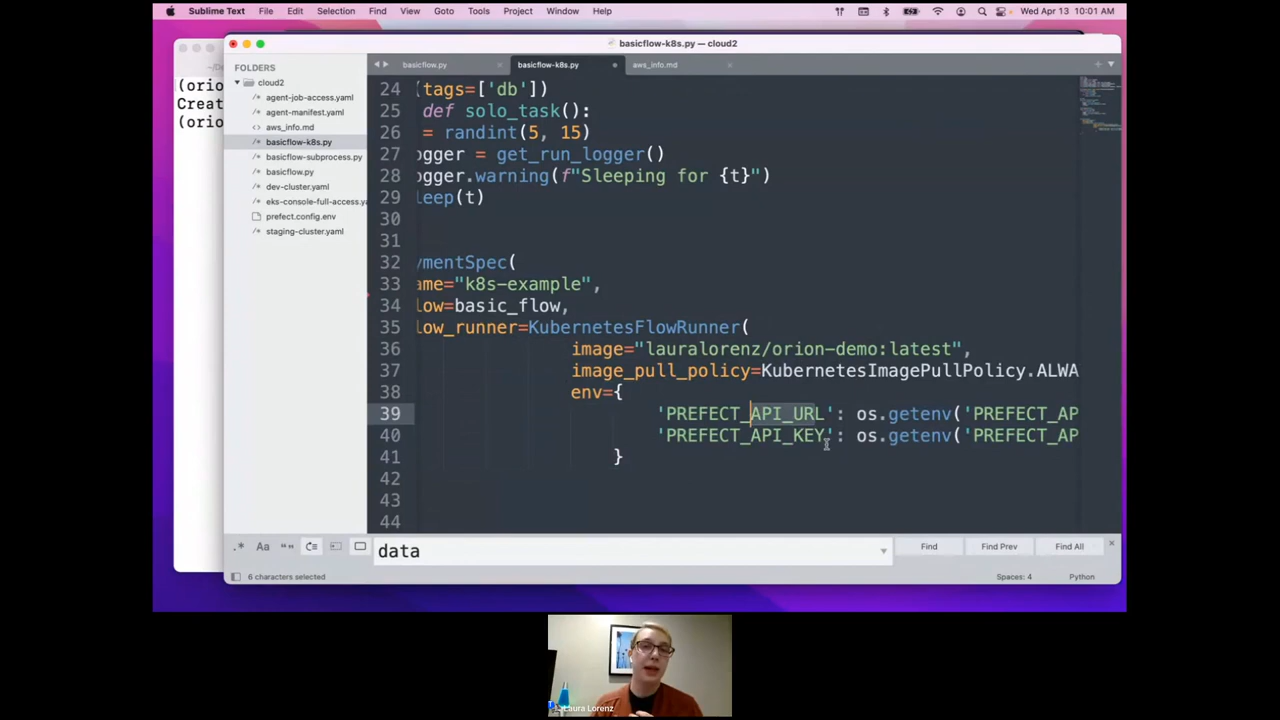 Sublime Text File Edit Selection Find View Goto Tools Project Window Help Wed Apr 13 10:01 AM
basicflow-k8s.py — cloud2
(orio
Creat
(orio
FOLDERS
cloud2
agent-job-access.yaml
agent-manifest.yaml
aws_info.md
basicflow-k8s.py
basicflow-subprocess.py
basicflow.py
dev-cluster.yaml
eks-console-full-access.ya
prefect.config.env
staging-cluster.yaml
basicflow.py basicflow-k8s.py aws_info.md
24 (tags=['db'])
25 def solo_task():
26 = randint(5, 15)
27 ogger = get_run_logger()
28 ogger.warning(f"Sleeping for {t}")
29 leep(t)
30
31
32 ymentSpec(
33 ame="k8s-example",
34 low=basic_flow,
35 low_runner=KubernetesFlowRunner(
36 image="lauralorenz/orion-demo:latest",
37 image_pull_policy=KubernetesImagePullPolicy.ALWA
38 env={
39 'PREFECT_API_URL': os.getenv('PREFECT_AP
40 'PREFECT_API_KEY': os.getenv('PREFECT_AP
41 }
42
43
44
.* Aa “” data Find Find Prev Find All
6 characters selected Spaces: 4 Python
Laura Lorenz